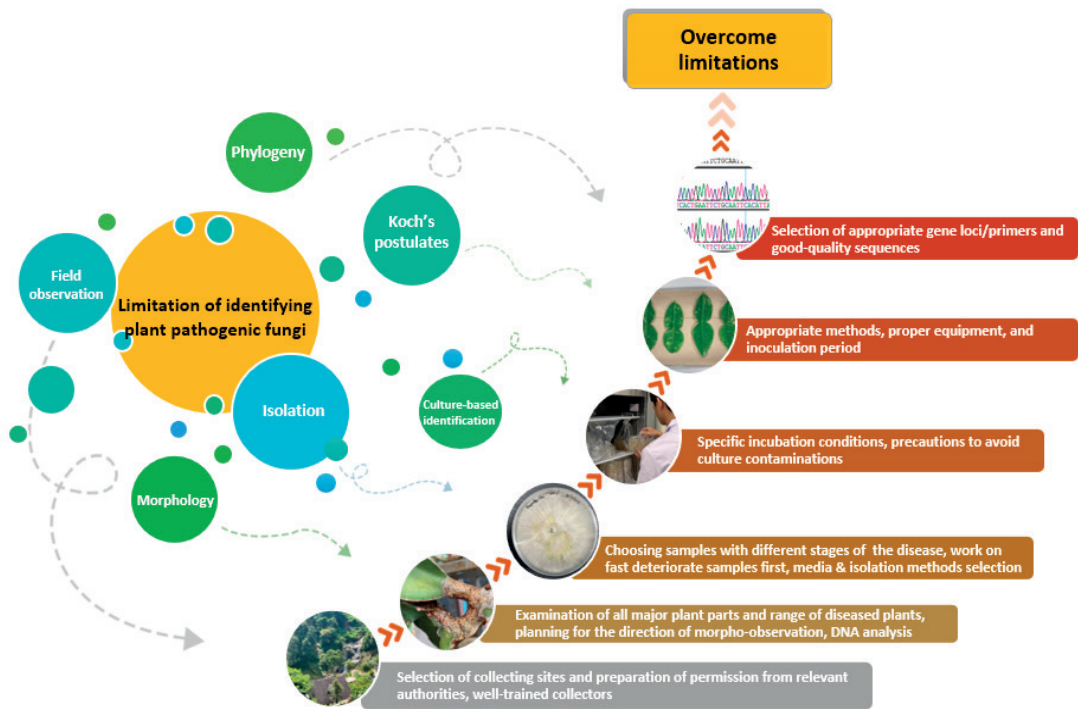 Overcome
limitations
Phylogeny
Koch's
postulates
Field
observation
Limitation of identifying
plant pathogenic fungi
Isolation
Culture-based
identification
Morphology
CACTGAATTCTGCAATTCACATTA
Selection of appropriate gene loci/primers and
good-quality sequences
Appropriate methods, proper equipment, and
inoculation period
Specific incubation conditions, precautions to avoid
culture contaminations
Choosing samples with different stages of the disease, work on
fast deteriorate samples first, media & isolation methods selection
Examination of all major plant parts and range of diseased plants,
planning for the direction of morpho-observation, DNA analysis
Selection of collecting sites and preparation of permission from relevant
authorities, well-trained collectors